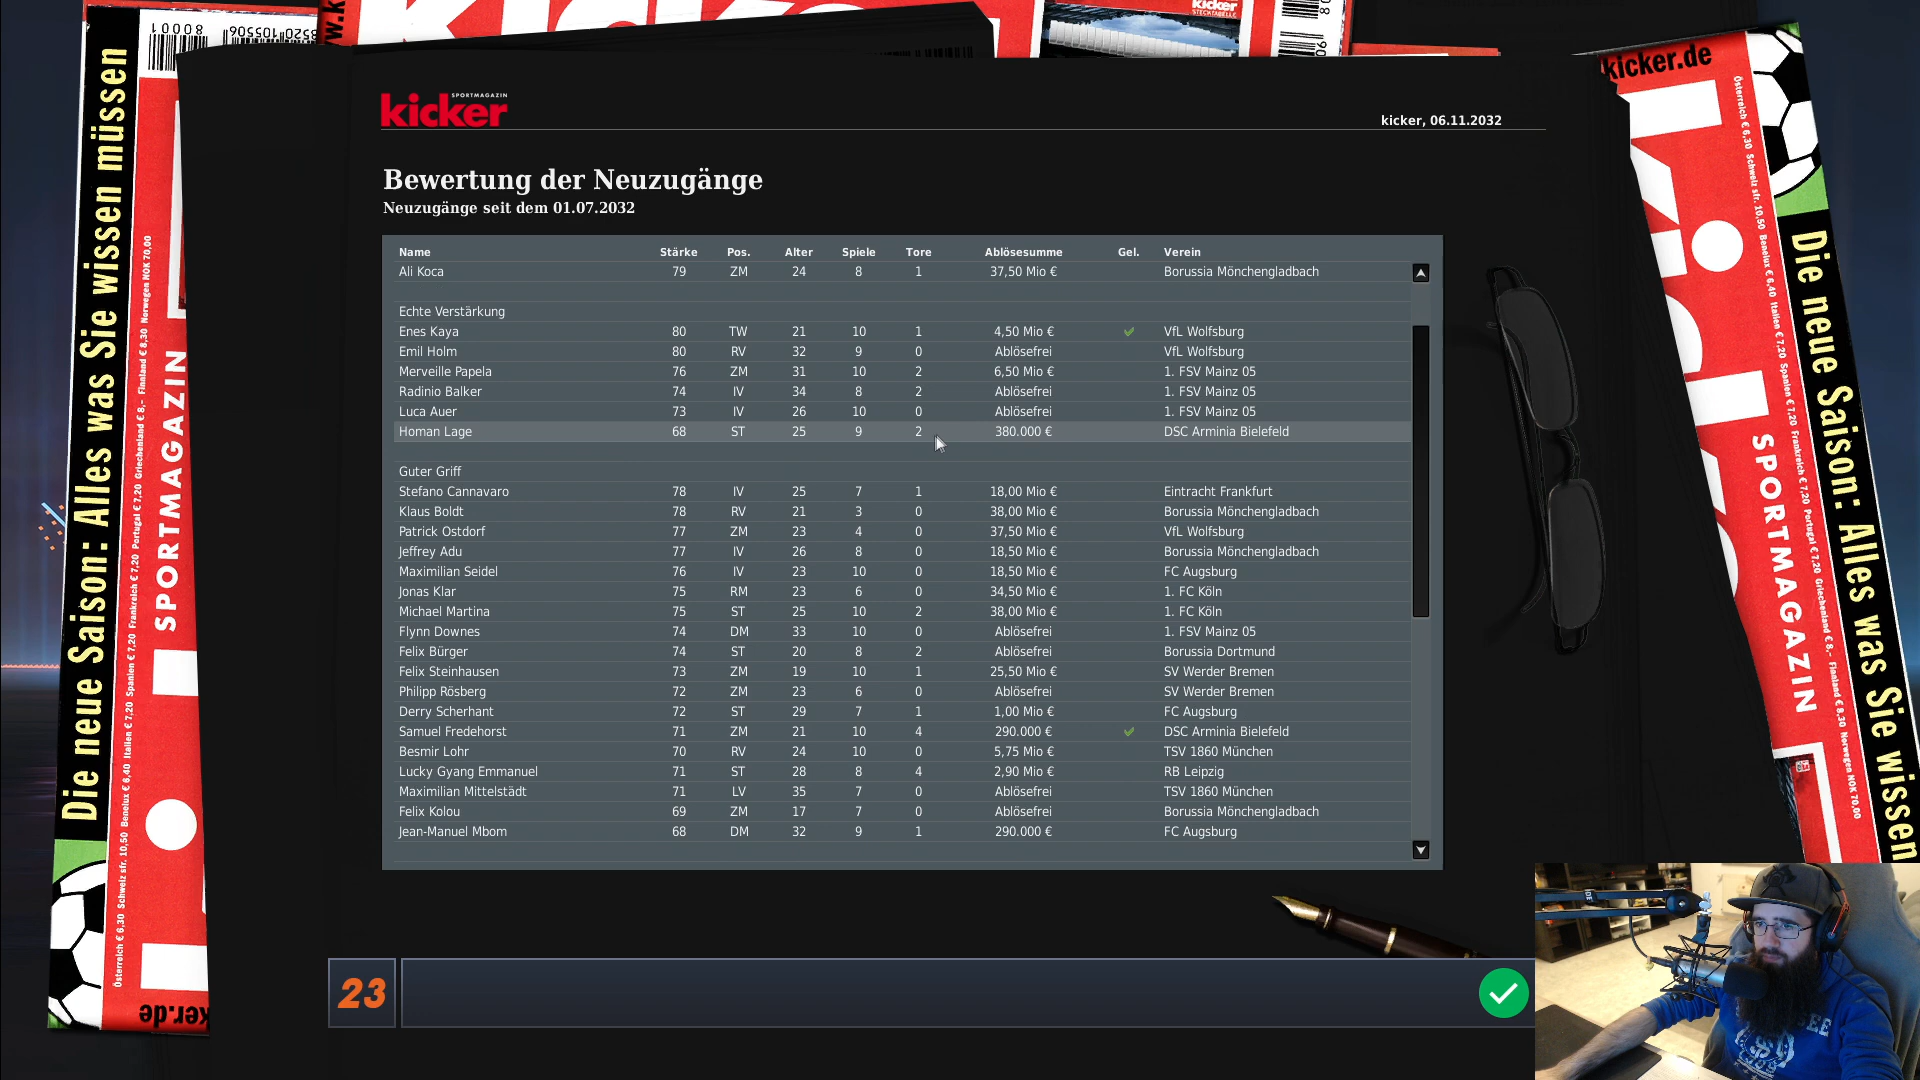 kicker.de
Die neue Saison: Alles was Sie wissen müssen
SPORTMAGAZIN
kicker
SPORTMAGAZIN
kicker, 06.11.2032
Bewertung der Neuzugänge
Neuzugänge seit dem 01.07.2032
Name Stärke Pos. Alter Spiele Tore Ablösesumme Gel. Verein
Ali Koca 79 ZM 24 8 1 37,50 Mio € Borussia Mönchengladbach
Echte Verstärkung
Enes Kaya 80 TW 21 10 1 4,50 Mio € VfL Wolfsburg
Emil Holm 80 RV 32 9 0 Ablösefrei VfL Wolfsburg
Merveille Papela 76 ZM 31 10 2 6,50 Mio € 1. FSV Mainz 05
Radinio Balker 74 IV 34 8 2 Ablösefrei 1. FSV Mainz 05
Luca Auer 73 IV 26 10 0 Ablösefrei 1. FSV Mainz 05
Homan Lage 68 ST 25 9 2 380.000 € DSC Arminia Bielefeld
Guter Griff
Stefano Cannavaro 78 IV 25 7 1 18,00 Mio € Eintracht Frankfurt
Klaus Boldt 78 RV 21 3 0 38,00 Mio € Borussia Mönchengladbach
Patrick Ostdorf 77 ZM 23 4 0 37,50 Mio € VfL Wolfsburg
Jeffrey Adu 77 IV 26 8 0 18,50 Mio € Borussia Mönchengladbach
Maximilian Seidel 76 IV 23 10 0 18,50 Mio € FC Augsburg
Jonas Klar 75 RM 23 6 0 34,50 Mio € 1. FC Köln
Michael Martina 75 ST 25 10 2 38,00 Mio € 1. FC Köln
Flynn Downes 74 DM 33 10 0 Ablösefrei 1. FSV Mainz 05
Felix Bürger 74 ST 20 8 2 Ablösefrei Borussia Dortmund
Felix Steinhausen 73 ZM 19 10 1 25,50 Mio € SV Werder Bremen
Philipp Rösberg 72 ZM 23 6 0 Ablösefrei SV Werder Bremen
Derry Scherhant 72 ST 29 7 1 1,00 Mio € FC Augsburg
Samuel Fredehorst 71 ZM 21 10 4 290.000 € DSC Arminia Bielefeld
Besmir Lohr 70 RV 24 10 0 5,75 Mio € TSV 1860 München
Lucky Gyang Emmanuel 71 ST 28 8 4 2,90 Mio € RB Leipzig
Maximilian Mittelstädt 71 LV 35 7 0 Ablösefrei TSV 1860 München
Felix Kolou 69 ZM 17 7 0 Ablösefrei Borussia Mönchengladbach
Jean-Manuel Mbom 68 DM 32 9 1 290.000 € FC Augsburg
23
kicker.de
Die neue Saison: Alles was Sie wissen
SPORTMAGAZIN